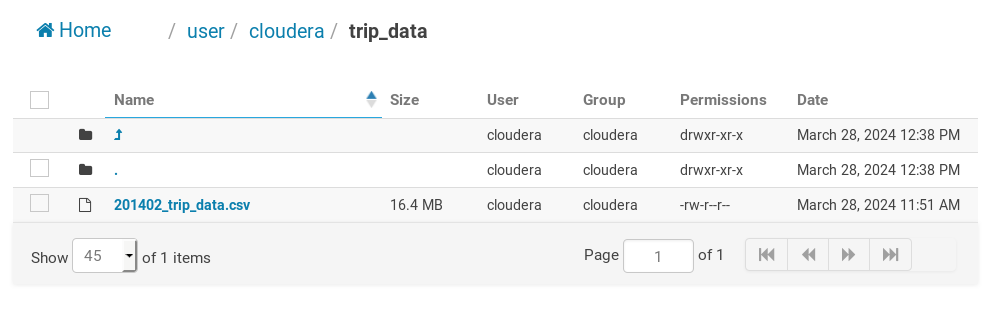 Home / user / cloudera / trip_data
Name Size User Group Permissions Date
cloudera cloudera drwxr-xr-x March 28, 2024 12:38 PM
. cloudera cloudera drwxr-xr-x March 28, 2024 12:38 PM
201402_trip_data.csv 16.4 MB cloudera cloudera -rw-r--r-- March 28, 2024 11:51 AM
Show 45 of 1 items Page 1 of 1